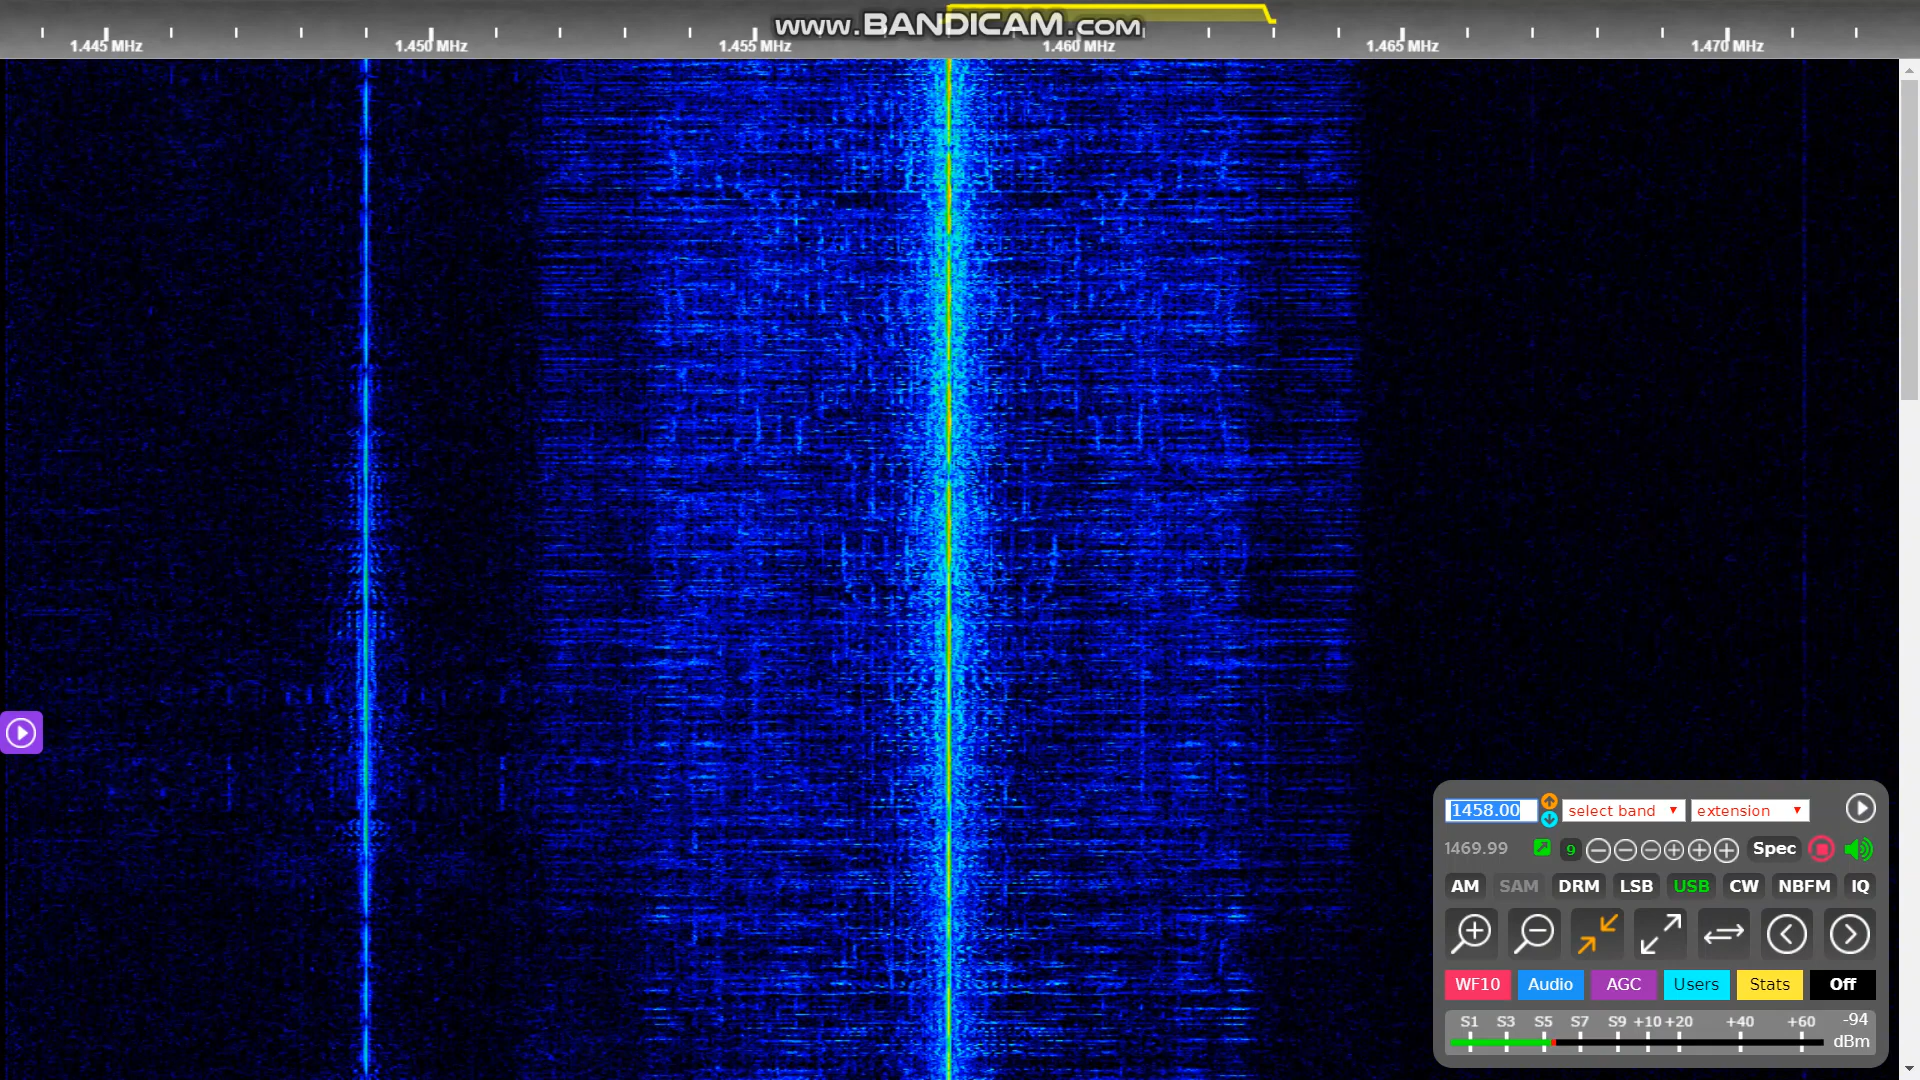 www.BANDICAM.com
1.445 MHz 1.450 MHz 1.455 MHz 1.460 MHz 1.465 MHz 1.470 MHz
1458.00 select band extension
1469.99 9 Spec
AM SAM DRM LSB USB CW NBFM IQ
WF10 Audio AGC Users Stats Off
S1 S3 S5 S7 S9 +10 +20 +40 +60 -94
dBm